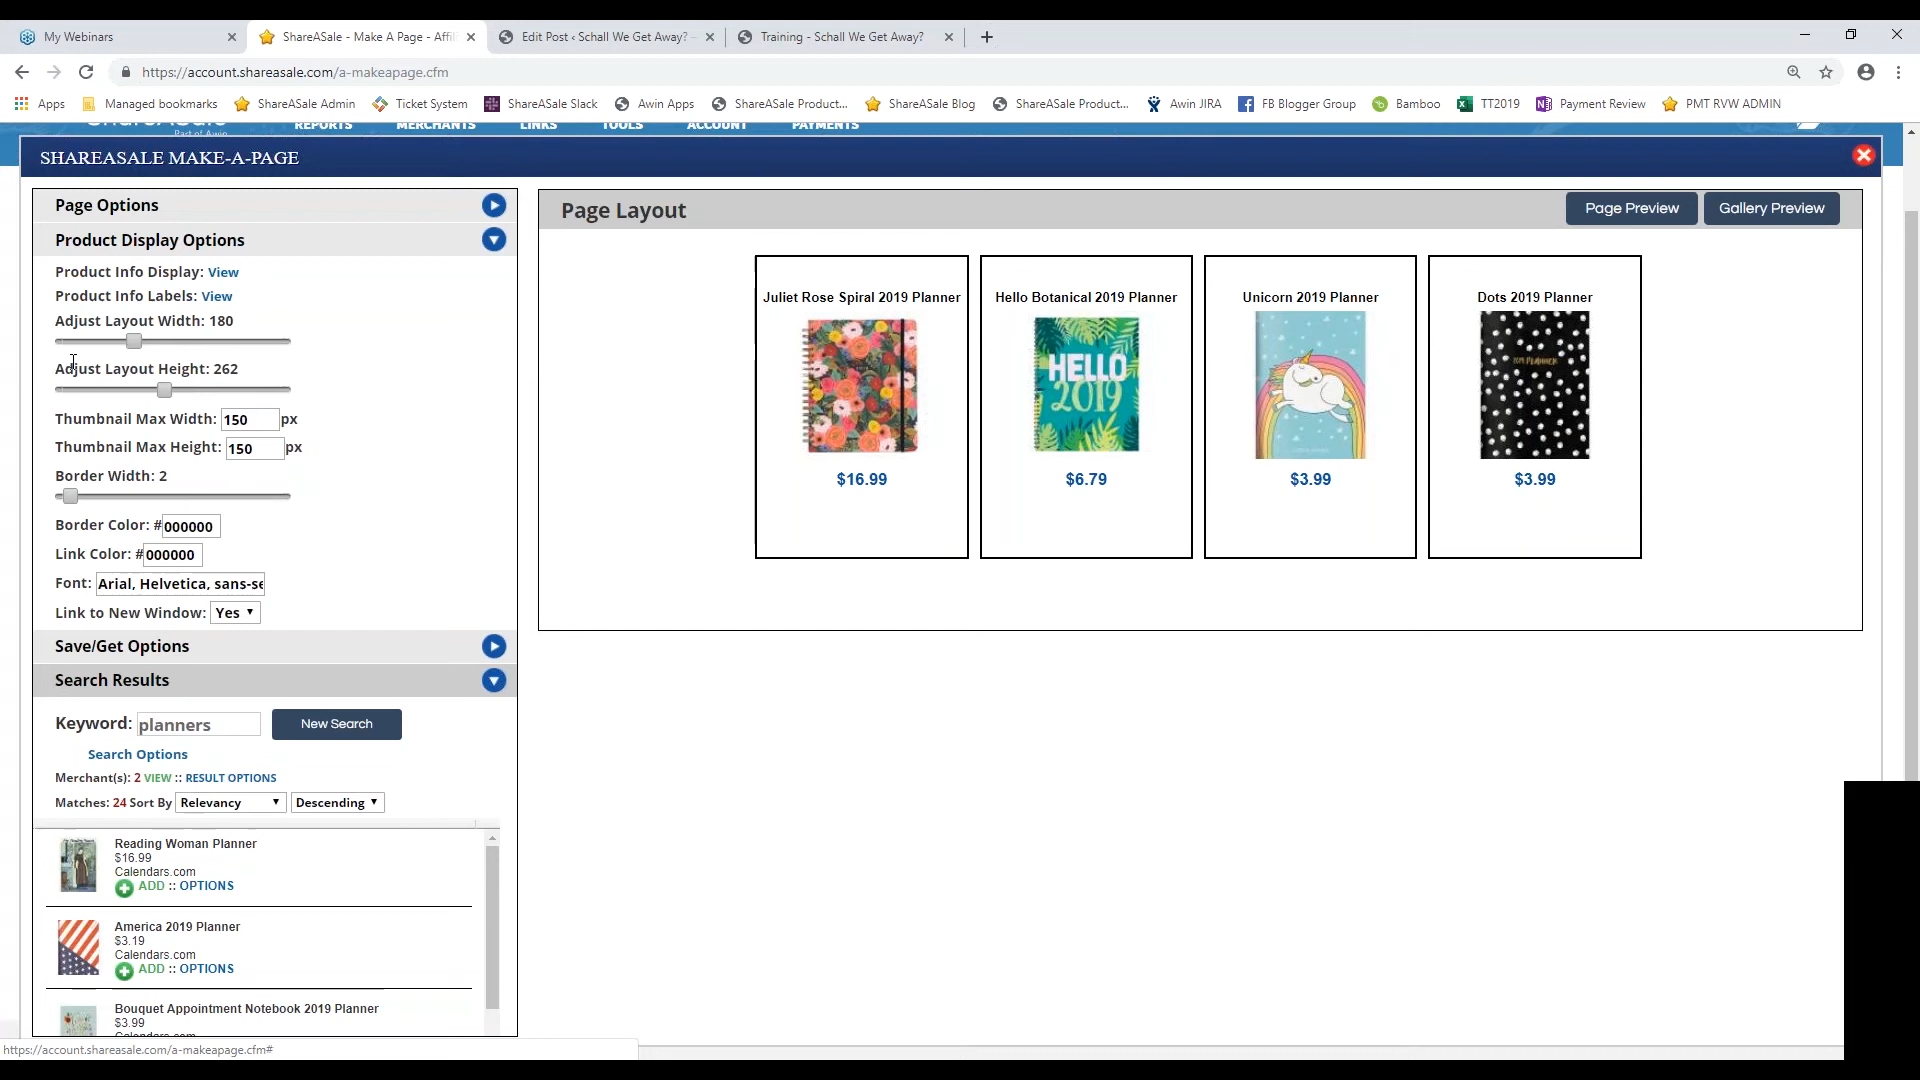 My Webinars
ShareASale - Make A Page - Affili
Edit Post ‹ Schall We Get Away? -
Training - Schall We Get Away?
https://account.shareasale.com/a-makeapage.cfm
Apps
Managed bookmarks
ShareASale Admin
Ticket System
ShareASale Slack
Awin Apps
ShareASale Product...
ShareASale Blog
ShareASale Product...
Awin JIRA
FB Blogger Group
Bamboo
TT2019
Payment Review
PMT RVW ADMIN
Part of Awin
REPORTS
MERCHANTS
LINKS
TOOLS
ACCOUNT
PAYMENTS
SHAREASALE MAKE-A-PAGE
Page Options
Product Display Options
Product Info Display: View
Product Info Labels: View
Adjust Layout Width: 180
Adjust Layout Height: 262
Thumbnail Max Width: 150 px
Thumbnail Max Height: 150 px
Border Width: 2
Border Color: #000000
Link Color: #000000
Font: Arial, Helvetica, sans-se
Link to New Window: Yes
Save/Get Options
Search Results
Keyword: planners
New Search
Search Options
Merchant(s): 2 VIEW :: RESULT OPTIONS
Matches: 24 Sort By Relevancy Descending
Reading Woman Planner
$16.99
Calendars.com
ADD :: OPTIONS
America 2019 Planner
$3.19
Calendars.com
ADD :: OPTIONS
Bouquet Appointment Notebook 2019 Planner
$3.99
Calendars.com
Page Layout
Page Preview
Gallery Preview
Juliet Rose Spiral 2019 Planner
$16.99
Hello Botanical 2019 Planner
HELLO
2019
$6.79
Unicorn 2019 Planner
$3.99
Dots 2019 Planner
2019 PLANNER
$3.99
https://account.shareasale.com/a-makeapage.cfm#